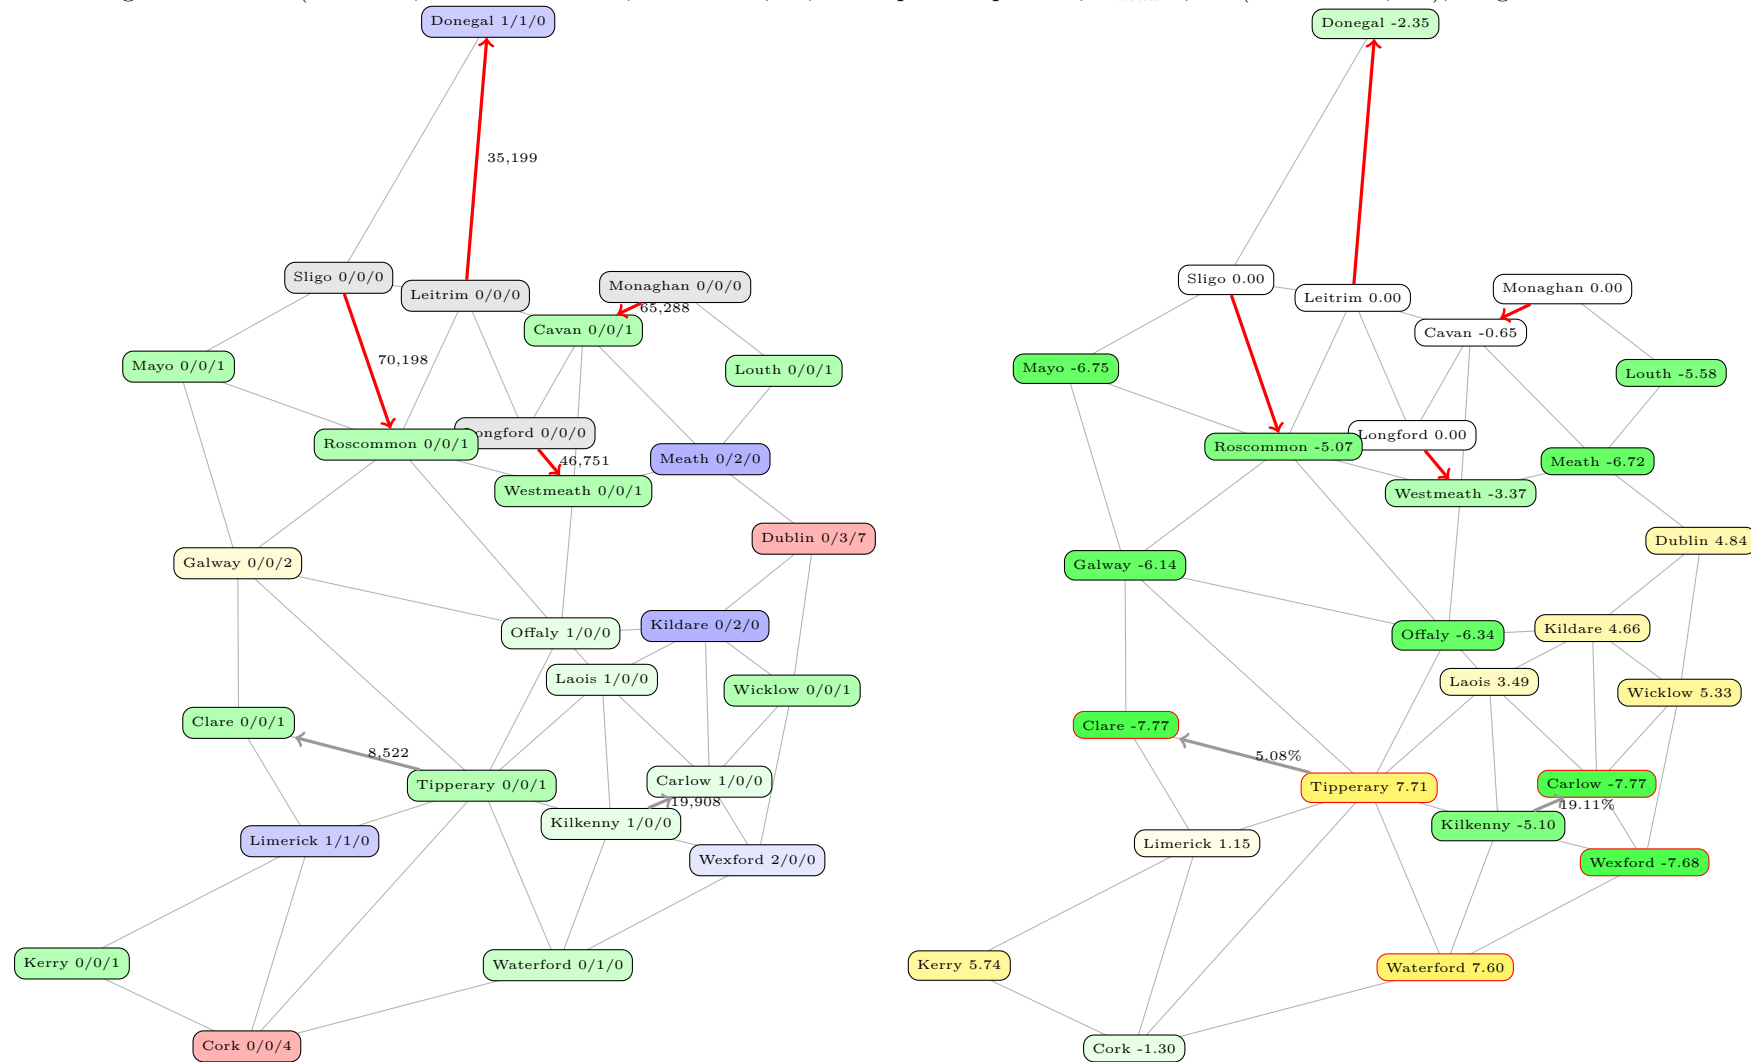 Donegal 1/1/0
35,199
Sligo 0/0/0
Leitrim 0/0/0
Monaghan 0/0/0
65,288
Cavan 0/0/1
Mayo 0/0/1
70,198
Louth 0/0/1
Longford 0/0/0
Roscommon 0/0/1
46,751
Meath 0/2/0
Westmeath 0/0/1
Dublin 0/3/7
Galway 0/0/2
Offaly 1/0/0
Kildare 0/2/0
Laois 1/0/0
Wicklow 0/0/1
Clare 0/0/1
8,522
Tipperary 0/0/1
Carlow 1/0/0
19,908
Kilkenny 1/0/0
Limerick 1/1/0
Wexford 2/0/0
Kerry 0/0/1
Waterford 0/1/0
Cork 0/0/4
Donegal -2.35
Sligo 0.00
Leitrim 0.00
Monaghan 0.00
Cavan -0.65
Mayo -6.75
Louth -5.58
Longford 0.00
Roscommon -5.07
Meath -6.72
Westmeath -3.37
Dublin 4.84
Galway -6.14
Offaly -6.34
Kildare 4.66
Laois 3.49
Wicklow 5.33
Clare -7.77
5.08%
Tipperary 7.71
Carlow -7.77
19.11%
Kilkenny -5.10
Limerick 1.15
Wexford -7.68
Kerry 5.74
Waterford 7.60
Cork -1.30